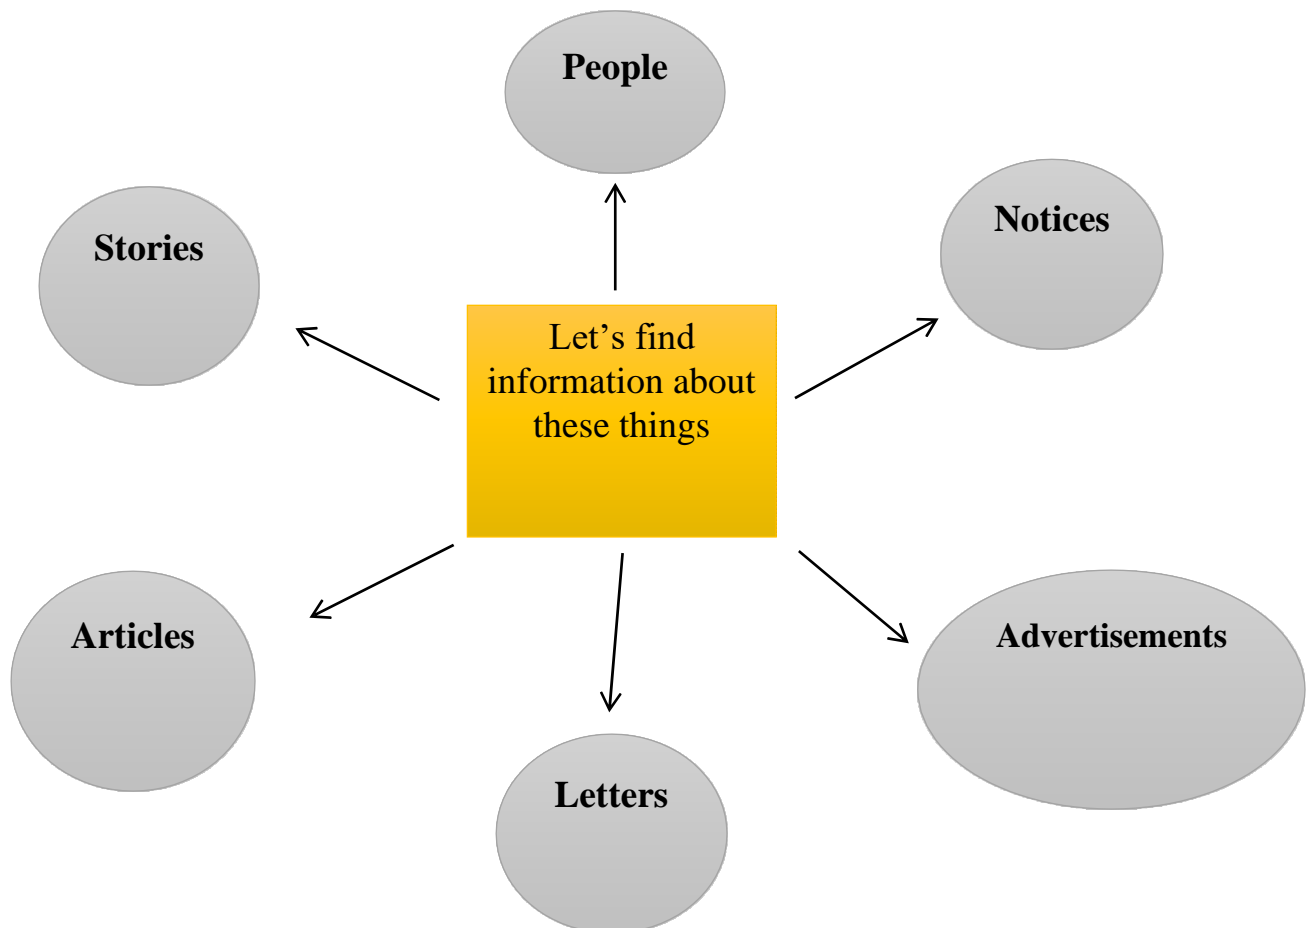 People
Notices
Stories
Let’s find
information about
these things
Articles
Advertisements
Letters